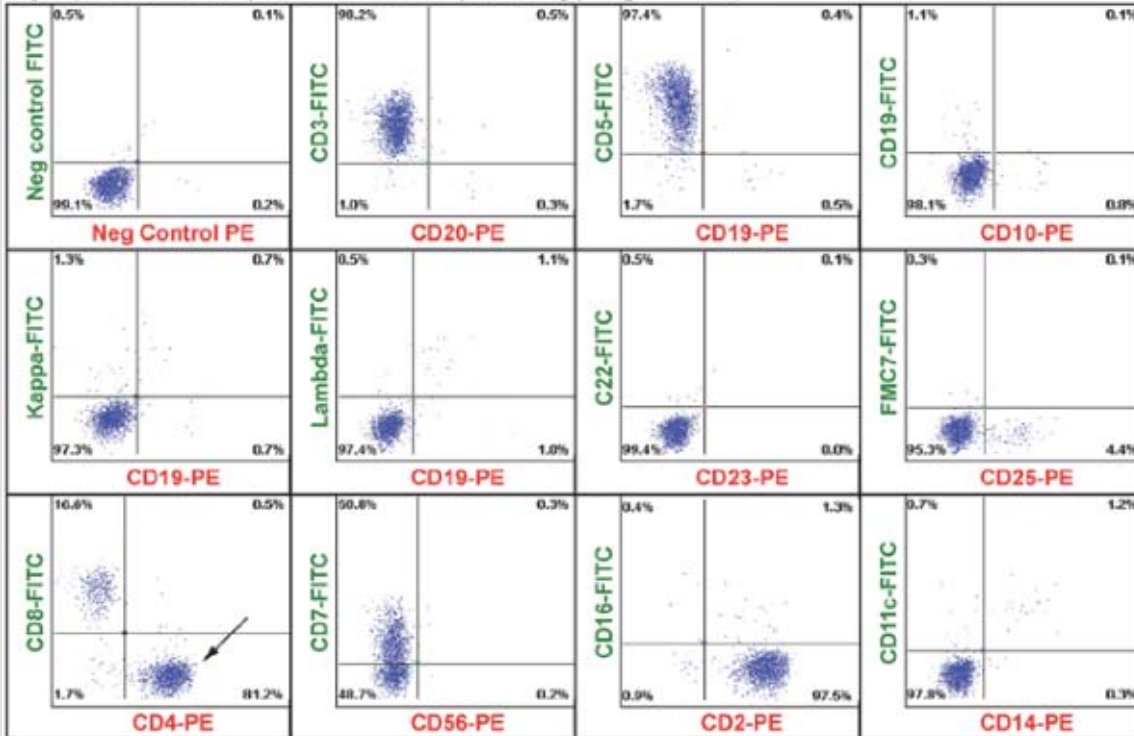 0.5% 0.1%
Neg control FITC
99.1% 0.2%
Neg Control PE
98.2% 0.5%
CD3-FITC
1.0% 0.3%
CD20-PE
97.4% 0.4%
CD5-FITC
1.7% 0.5%
CD19-PE
1.1% 0.1%
CD19-FITC
98.1% 0.8%
CD10-PE
1.3% 0.7%
Kappa-FITC
97.3% 0.7%
CD19-PE
0.5% 1.1%
Lambda-FITC
97.4% 1.0%
CD19-PE
0.5% 0.1%
C22-FITC
99.4% 0.0%
CD23-PE
0.3% 0.1%
FMC7-FITC
95.3% 4.4%
CD25-PE
16.6% 0.5%
CD8-FITC
1.7% 81.2%
CD4-PE
50.8% 0.3%
CD7-FITC
48.7% 0.2%
CD56-PE
0.4% 1.3%
CD16-FITC
0.9% 97.5%
CD2-PE
0.7% 1.2%
CD11c-FITC
97.8% 0.3%
CD14-PE